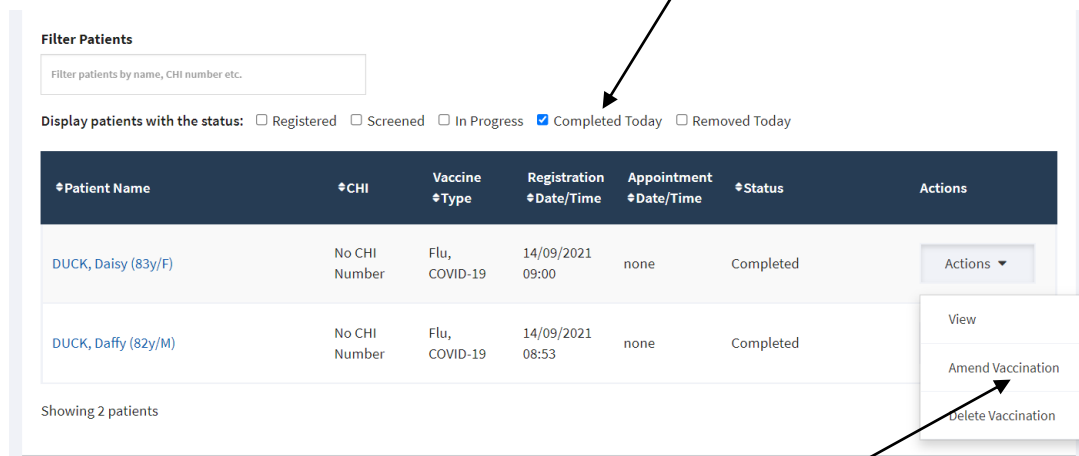 Filter Patients
Filter patients by name, CHI number etc.
Display patients with the status: Registered Screened In Progress Completed Today Removed Today
Patient Name CHI Vaccine Type Registration Date/Time Appointment Date/Time Status Actions
DUCK, Daisy (83y/F) No CHI Number Flu, COVID-19 14/09/2021 09:00 none Completed Actions
View
DUCK, Daffy (82y/M) No CHI Number Flu, COVID-19 14/09/2021 08:53 none Completed
Amend Vaccination
Delete Vaccination
Showing 2 patients